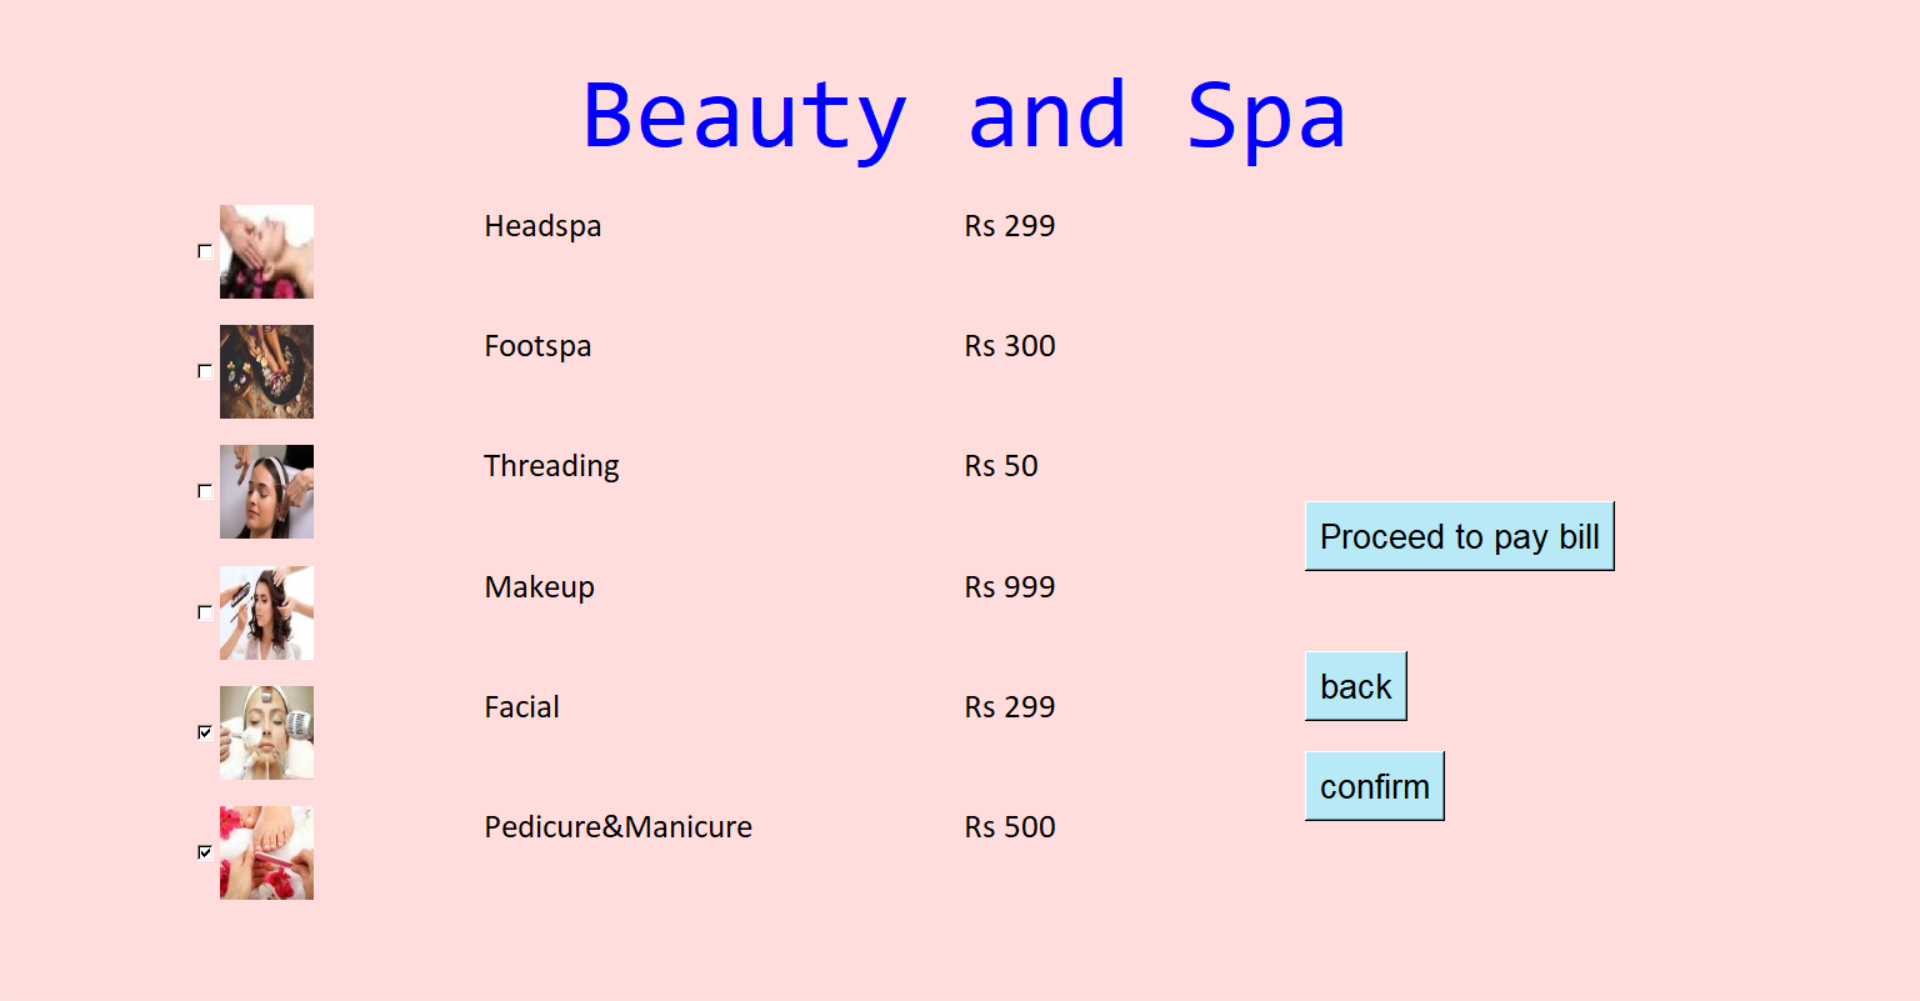 Beauty and Spa
Headspa Rs 299
Footspa Rs 300
Threading Rs 50
Proceed to pay bill
Makeup Rs 999
back
Facial Rs 299
confirm
Pedicure&Manicure Rs 500